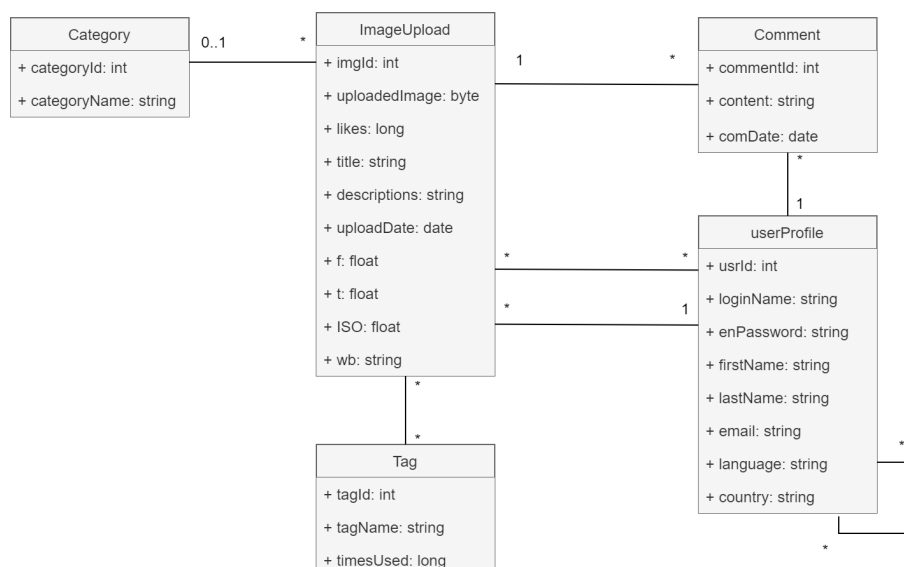 Category
+ categoryId: int
+ categoryName: string
0..1
*
ImageUpload
+ imgId: int
+ uploadedImage: byte
+ likes: long
+ title: string
+ descriptions: string
+ uploadDate: date
+ f: float
+ t: float
+ ISO: float
+ wb: string
1
*
Comment
+ commentId: int
+ content: string
+ comDate: date
*
1
*
*
*
1
userProfile
+ usrId: int
+ loginName: string
+ enPassword: string
+ firstName: string
+ lastName: string
+ email: string
+ language: string
+ country: string
*
*
*
*
Tag
+ tagId: int
+ tagName: string
+ timesUsed: long